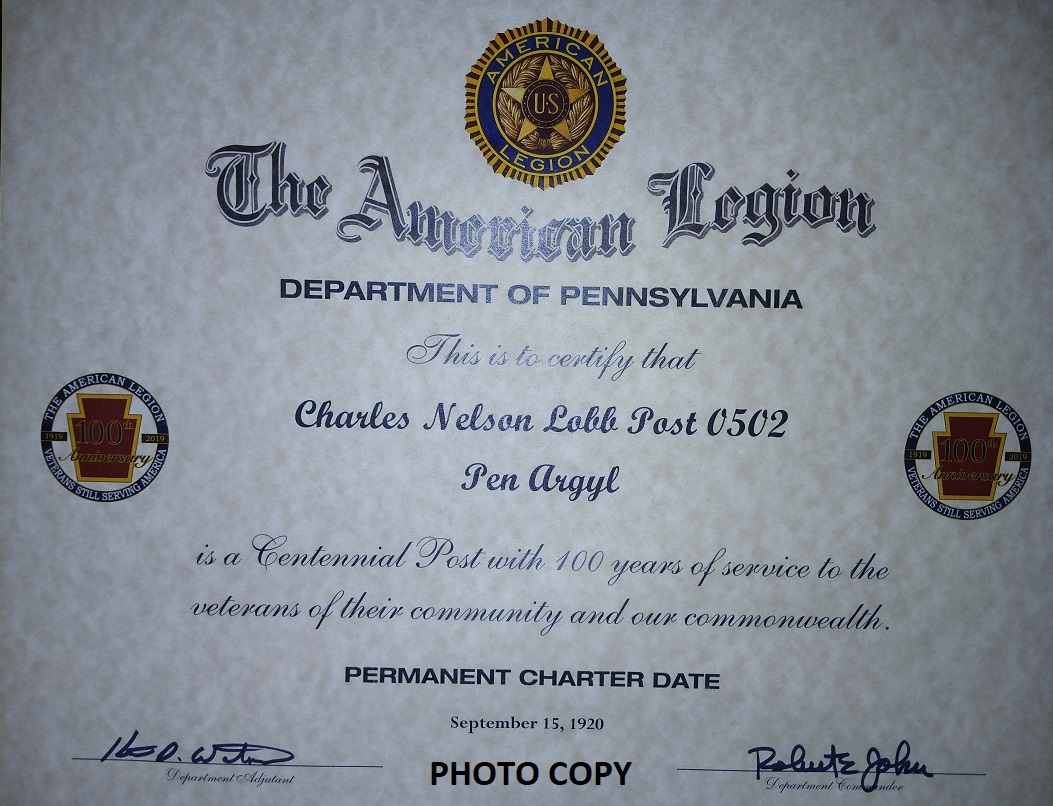 AMERICAN
U·S
LEGION
The American Legion
DEPARTMENT OF PENNSYLVANIA
This is to certify that
Charles Nelson Lobb Post 0502
Pen Argyl
THE AMERICAN LEGION
1919 2019
100th
Anniversary
VETERANS STILL SERVING AMERICA
THE AMERICAN LEGION
1919 2019
100th
Anniversary
VETERANS STILL SERVING AMERICA
is a Centennial Post with 100 years of service to the
veterans of their community and our commonwealth.
PERMANENT CHARTER DATE
September 15, 1920
Department Adjutant
PHOTO COPY
Robert E John
Department Commander